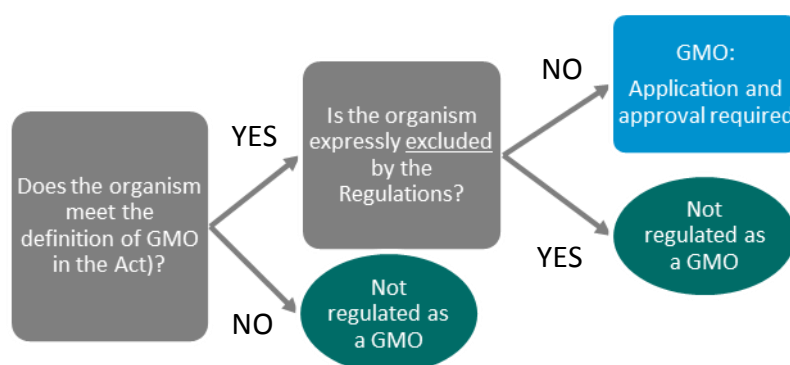 Does the organism
meet the
definition of GMO
in the Act)?
YES
NO
Is the organism
expressly excluded
by the
Regulations?
Not
regulated as
a GMO
NO
YES
GMO:
Application and
approval required
Not
regulated as
a GMO